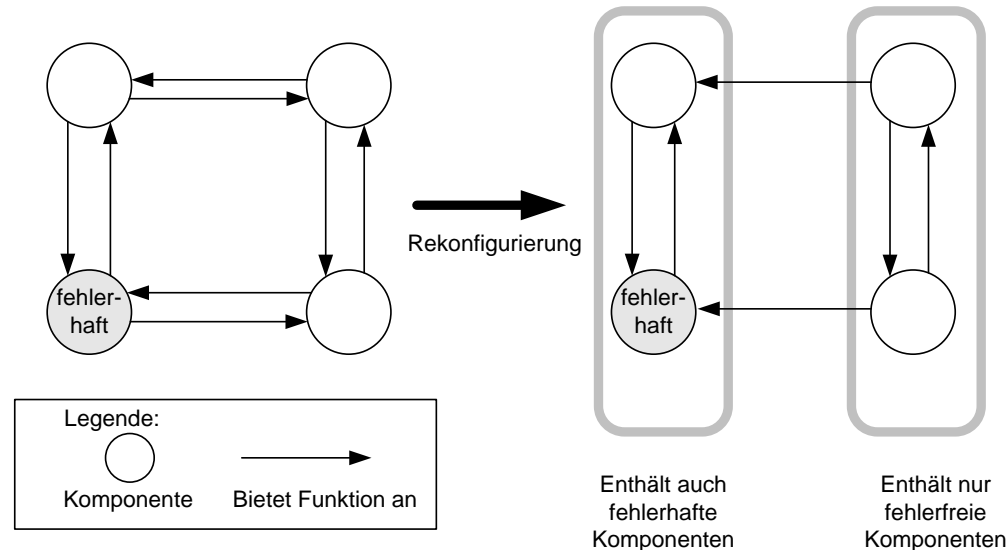 Rekonfigurierung
fehler-
haft
fehler-
haft
Legende:
Komponente
Bietet Funktion an
Enthält auch
fehlerhafte
Komponenten
Enthält nur
fehlerfreie
Komponenten